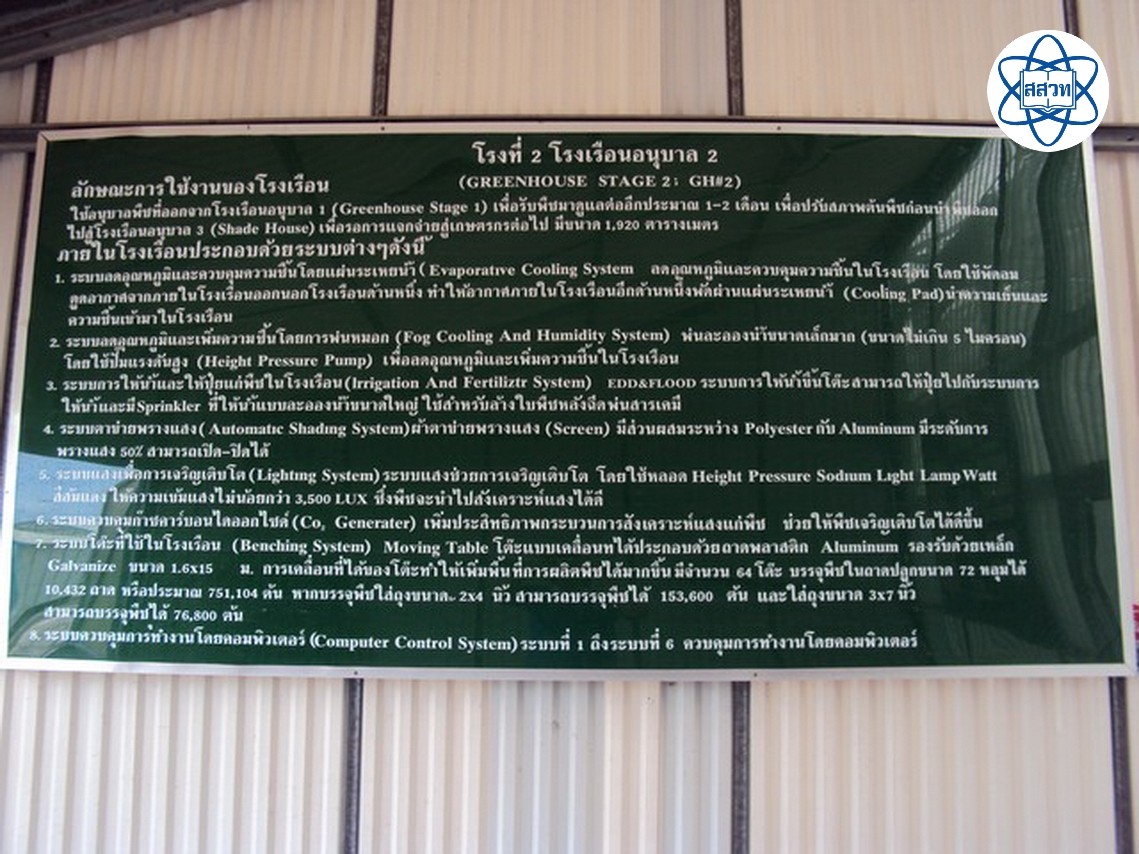 สสวท
โรงที่ 2 โรงเรือนอนุบาล 2
(GREENHOUSE STAGE 2; GH#2)
ลักษณะการใช้งานของโรงเรือน
ใช้อนุบาลพืชที่ออกจากโรงเรือนอนุบาล 1 (Greenhouse Stage 1) เพื่อรับพืชมาดูแลต่ออีกประมาณ 1-2 เดือน เพื่อปรับสภาพต้นพืชก่อนนำพืชออก
ไปสู่โรงเรือนอนุบาล 3 (Shade House) เพื่อรอการแจกจ่ายสู่เกษตรกรต่อไป มีขนาด 1,920 ตารางเมตร
ภายในโรงเรือนประกอบด้วยระบบต่างๆดังนี้
1. ระบบลดอุณหภูมิและควบคุมความชื้นโดยแผ่นระเหยน้ำ (Evaporative Cooling System ลดอุณหภูมิและควบคุมความชื้นในโรงเรือน โดยใช้พัดลม
ดูดอากาศจากภายในโรงเรือนออกนอกโรงเรือนด้านหนึ่ง ทำให้อากาศภายในโรงเรือนอีกด้านหนึ่งพัดผ่านแผ่นระเหยน้ำ (Cooling Pad)นำความเย็นและ
ความชื้นเข้ามาในโรงเรือน
2. ระบบลดอุณหภูมิและเพิ่มความชื้นโดยการพ่นหมอก (Fog Cooling And Humidity System) พ่นละอองน้ำขนาดเล็กมาก (ขนาดไม่เกิน 5 ไมครอน)
โดยใช้ปั๊มแรงดันสูง (Height Pressure Pump) เพื่อลดอุณหภูมิและเพิ่มความชื้นในโรงเรือน
3. ระบบการให้น้ำและให้ปุ๋ยแก่พืชในโรงเรือน(Irrigation And Fertiliztr System) EDD&FLOOD ระบบการให้น้ำขึ้นโต๊ะสามารถให้ปุ๋ยไปกับระบบการ
ให้น้ำและมีSprinkler ที่ให้น้ำแบบละอองน้ำขนาดใหญ่ ใช้สำหรับล้างใบพืชหลังฉีดพ่นสารเคมี
4. ระบบตาข่ายพรางแสง(Automatic Shading System)ผ้าตาข่ายพรางแสง (Screen) มีส่วนผสมระหว่าง Polyester กับ Aluminum มีระดับการ
พรางแสง 50% สามารถเปิด-ปิดได้
5. ระบบแสงเพื่อการเจริญเติบโต(Lighting System)ระบบแสงช่วยการเจริญเติบโต โดยใช้หลอด Height Pressure Sodium Light Lamp Watt
สีส้มแดง ให้ความเข้มแสงไม่น้อยกว่า 3,500 LUX ซึ่งพืชจะนำไปสังเคราะห์แสงได้ดี
6. ระบบควบคุมก๊าซคาร์บอนไดออกไซด์ (Co₂ Generater) เพิ่มประสิทธิภาพกระบวนการสังเคราะห์แสงแก่พืช ช่วยให้พืชเจริญเติบโตได้ดีขึ้น
7. ระบบโต๊ะที่ใช้ในโรงเรือน (Benching System) Moving Table โต๊ะแบบเคลื่อนที่ได้ประกอบด้วยถาดพลาสติก Aluminum รองรับด้วยเหล็ก
Galvanize ขนาด 1.6x15 ม. การเคลื่อนที่ได้ของโต๊ะทำให้เพิ่มพื้นที่การผลิตพืชได้มากขึ้น มีจำนวน 64 โต๊ะ บรรจุพืชในถาดปลูกขนาด 72 หลุมได้
10,432 ถาด หรือประมาณ 751,104 ต้น หากบรรจุพืชใส่ถุงขนาด 2x4 นิ้ว สามารถบรรจุพืชได้ 153,600 ต้น และใส่ถุงขนาด 3x7 นิ้ว
สามารถบรรจุพืชได้ 76,800 ต้น
8. ระบบควบคุมการทำงานโดยคอมพิวเตอร์ (Computer Control System) ระบบที่ 1 ถึงระบบที่ 6 ควบคุมการทำงานโดยคอมพิวเตอร์